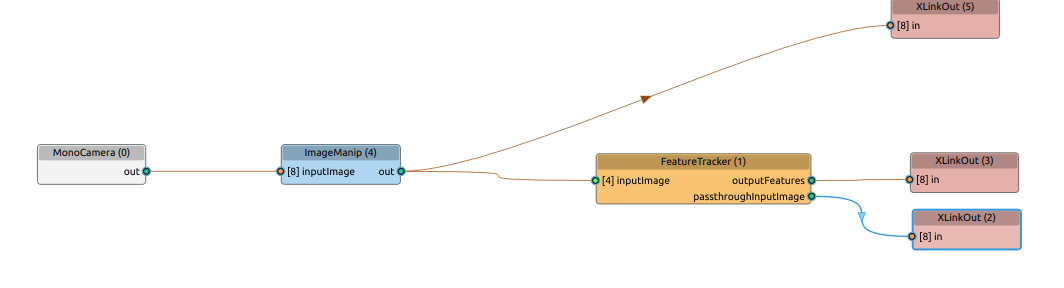 XLinkOut (5)
[8] in
MonoCamera (0)
out
ImageManip (4)
[8] inputImage out
FeatureTracker (1)
[4] inputImage outputFeatures
passthroughInputImage
XLinkOut (3)
[8] in
XLinkOut (2)
[8] in